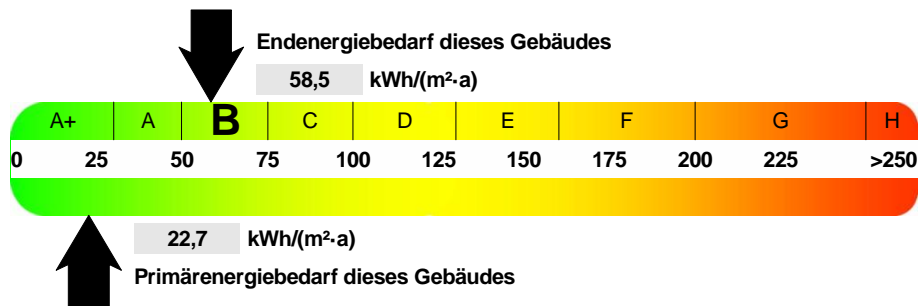 Endenergiebedarf dieses Gebäudes
58,5 kWh/(m²·a)
A+ A B C D E F G H
0 25 50 75 100 125 150 175 200 225 >250
22,7 kWh/(m²·a)
Primärenergiebedarf dieses Gebäudes